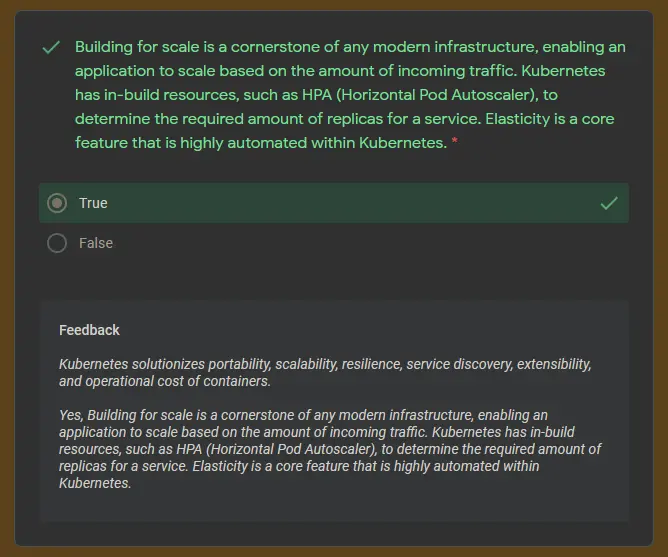 Building for scale is a cornerstone of any modern infrastructure, enabling an
application to scale based on the amount of incoming traffic. Kubernetes
has in-build resources, such as HPA (Horizontal Pod Autoscaler), to
determine the required amount of replicas for a service. Elasticity is a core
feature that is highly automated within Kubernetes. *
True
False
Feedback
Kubernetes solutionizes portability, scalability, resilience, service discovery, extensibility,
and operational cost of containers.
Yes, Building for scale is a cornerstone of any modern infrastructure, enabling an
application to scale based on the amount of incoming traffic. Kubernetes has in-build
resources, such as HPA (Horizontal Pod Autoscaler), to determine the required amount of
replicas for a service. Elasticity is a core feature that is highly automated within
Kubernetes.